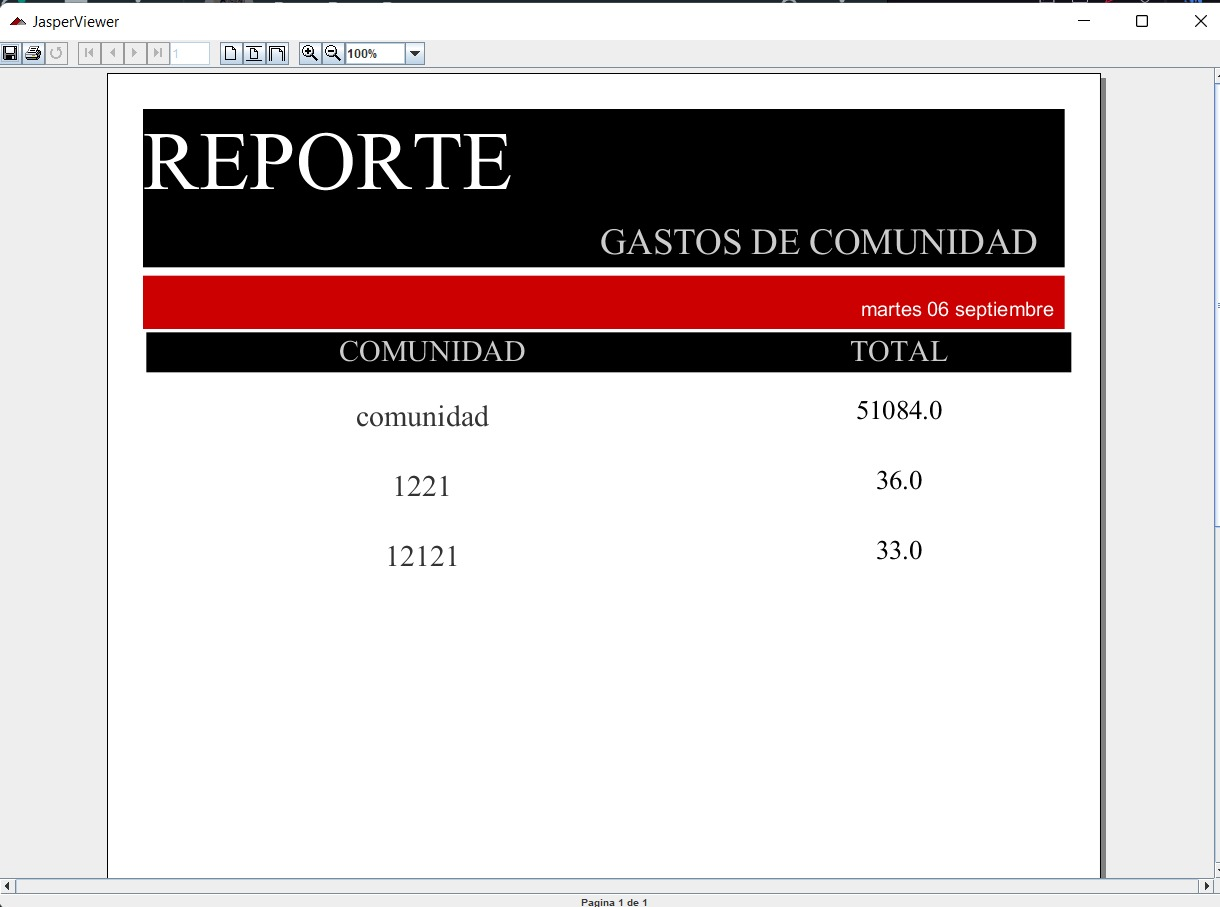 JasperViewer
1
100%
REPORTE
GASTOS DE COMUNIDAD
martes 06 septiembre
COMUNIDAD TOTAL
comunidad 51084.0
1221 36.0
12121 33.0
Pagina 1 de 1